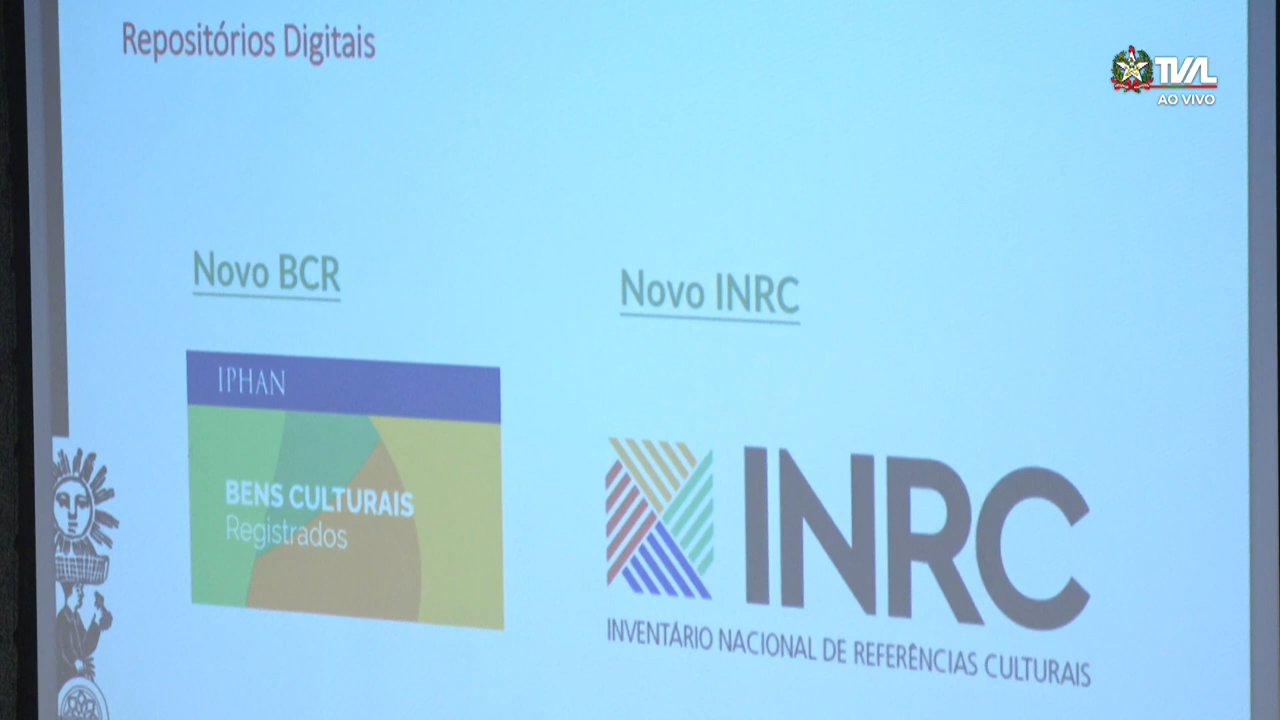 Repositórios Digitais
TVAL
AO VIVO
Novo BCR
Novo INRC
IPHAN
BENS CULTURAIS
Registrados
INRC
INVENTÁRIO NACIONAL DE REFERÊNCIAS CULTURAIS